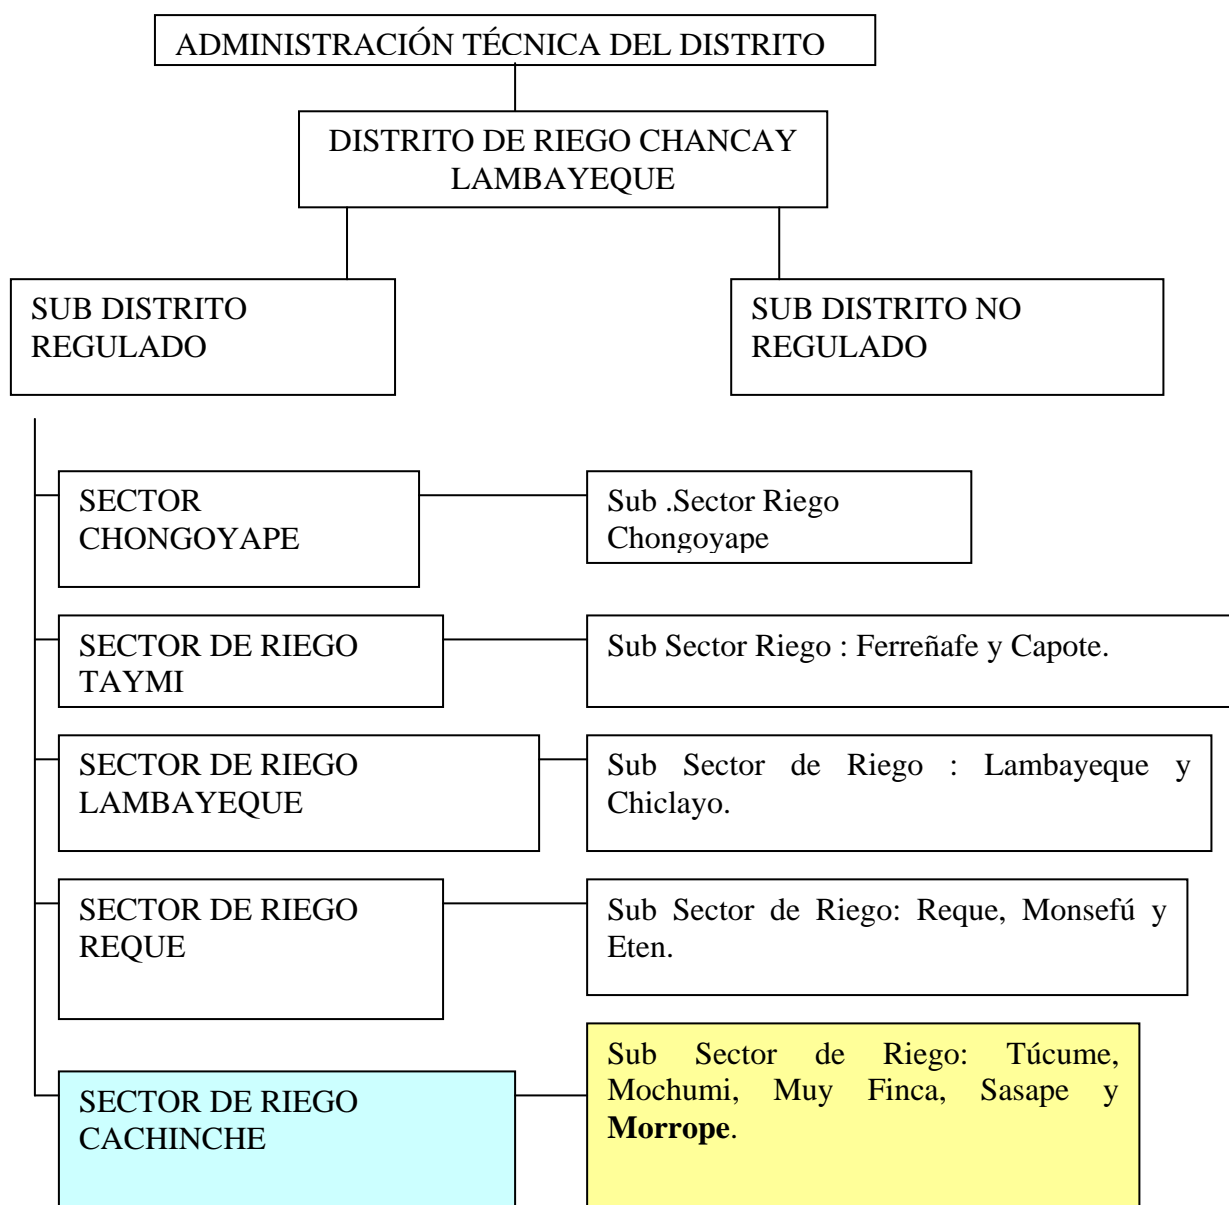 ADMINISTRACIÓN TÉCNICA DEL DISTRITO
DISTRITO DE RIEGO CHANCAY
LAMBAYEQUE
SUB DISTRITO
REGULADO
SUB DISTRITO NO
REGULADO
SECTOR
CHONGOYAPE
Sub .Sector Riego
Chongoyape
SECTOR DE RIEGO
TAYMI
Sub Sector Riego : Ferreñafe y Capote.
SECTOR DE RIEGO
LAMBAYEQUE
Sub Sector de Riego : Lambayeque y
Chiclayo.
SECTOR DE RIEGO
REQUE
Sub Sector de Riego: Reque, Monsefú y
Eten.
SECTOR DE RIEGO
CACHINCHE
Sub Sector de Riego: Túcume,
Mochumi, Muy Finca, Sasape y
Morrope.